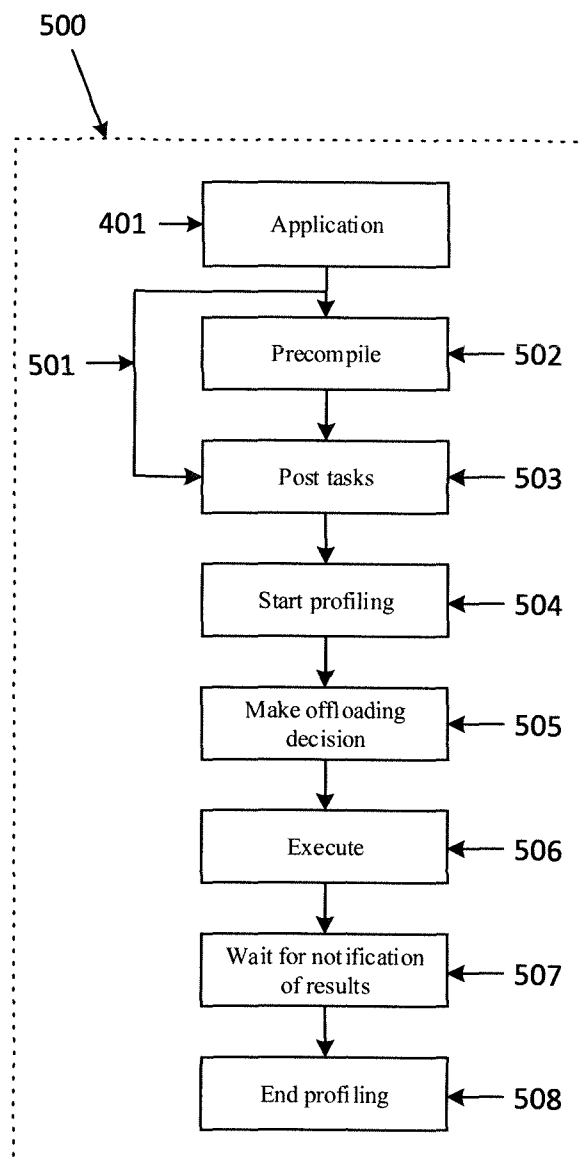 500
401
Application
501
Precompile
502
Post tasks
503
Start profiling
504
Make offloading
decision
505
Execute
506
Wait for notification
of results
507
End profiling
508